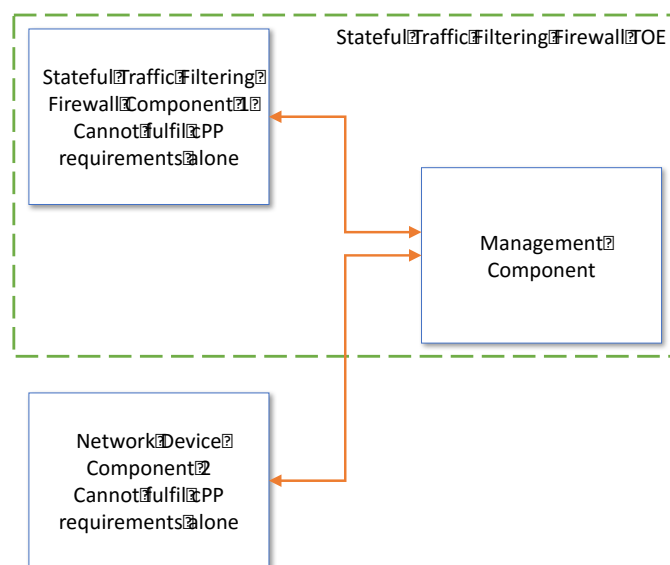 Stateful Traffic Filtering Firewall TOE
Stateful Traffic Filtering
Firewall Component 1
Cannot fulfil cPP
requirements alone
Management
Component
Network Device
Component 2
Cannot fulfil cPP
requirements alone